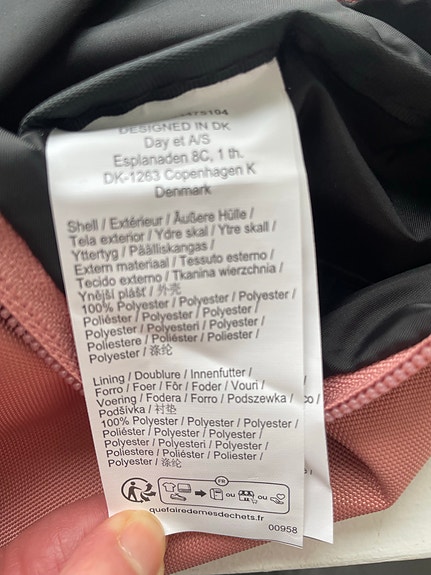 DESIGNED IN DK
Day et A/S
Esplanaden 8C, 1 th.
DK-1263 Copenhagen K
Denmark
Shell / Extérieur / Äußere Hülle /
Tela exterior / Ydre skal / Ytre skall /
Yttertyg / Päälliskangas /
Extern materiaal / Tessuto esterno /
Tecido externo / Tkanina wierzchnia /
Ynější plášť / 外壳
100% Polyester / Polyester / Polyester /
Poliéster / Polyester / Polyester /
Polyester / Polyesteri / Polyester /
Poliestere / Poliéster / Poliester /
Polyester / 涤纶
Lining / Doublure / Innenfutter /
Forro / Foer / Fôr / Foder / Vuori /
Voering / Fodera / Forro / Podszewka /
Podšívka / 衬垫
100% Polyester / Polyester / Polyester /
Poliéster / Polyester / Polyester /
Polyester / Polyesteri / Polyester /
Poliestere / Poliéster / Poliester /
Polyester / 涤纶
FR
ou ou
quefairedemesdechets.fr
00958